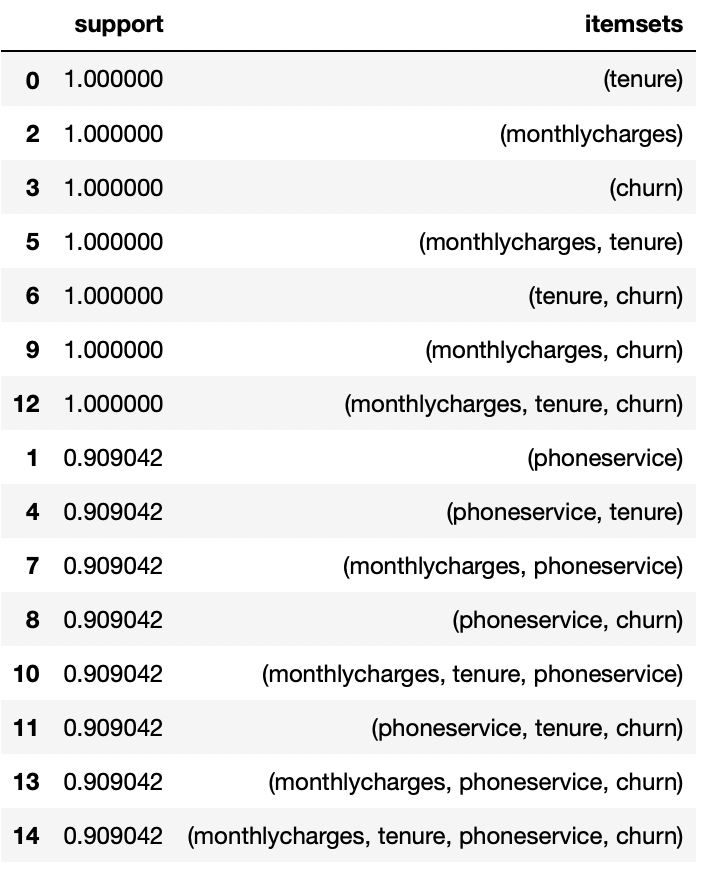 support itemsets
0 1.000000 (tenure)
2 1.000000 (monthlycharges)
3 1.000000 (churn)
5 1.000000 (monthlycharges, tenure)
6 1.000000 (tenure, churn)
9 1.000000 (monthlycharges, churn)
12 1.000000 (monthlycharges, tenure, churn)
1 0.909042 (phoneservice)
4 0.909042 (phoneservice, tenure)
7 0.909042 (monthlycharges, phoneservice)
8 0.909042 (phoneservice, churn)
10 0.909042 (monthlycharges, tenure, phoneservice)
11 0.909042 (phoneservice, tenure, churn)
13 0.909042 (monthlycharges, phoneservice, churn)
14 0.909042 (monthlycharges, tenure, phoneservice, churn)